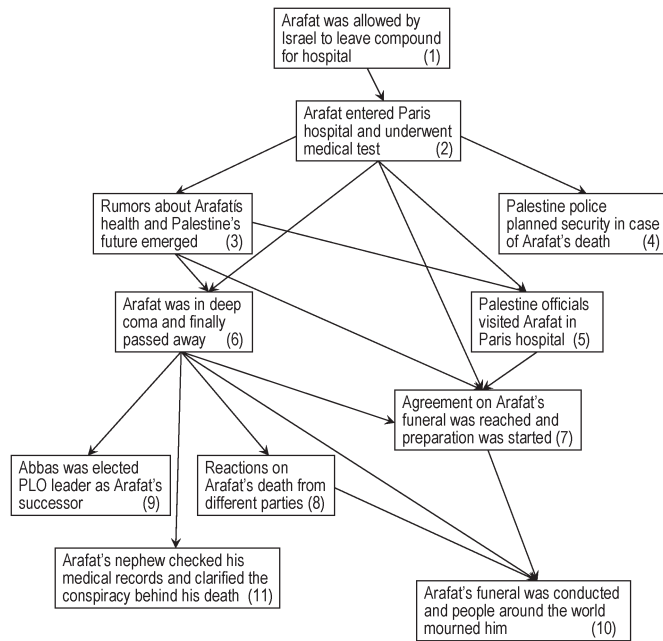 Arafat was allowed by
Israel to leave compound
for hospital (1)
Arafat entered Paris
hospital and underwent
medical test (2)
Rumors about Arafatís
health and Palestine's
future emerged (3)
Palestine police
planned security in case
of Arafat's death (4)
Arafat was in deep
coma and finally
passed away (6)
Palestine officials
visited Arafat in
Paris hospital (5)
Agreement on Arafat's
funeral was reached and
preparation was started (7)
Abbas was elected
PLO leader as Arafat's
successor (9)
Reactions on
Arafat's death from
different parties (8)
Arafat's nephew checked his
medical records and clarified the
conspiracy behind his death (11)
Arafat's funeral was conducted
and people around the world
mourned him (10)